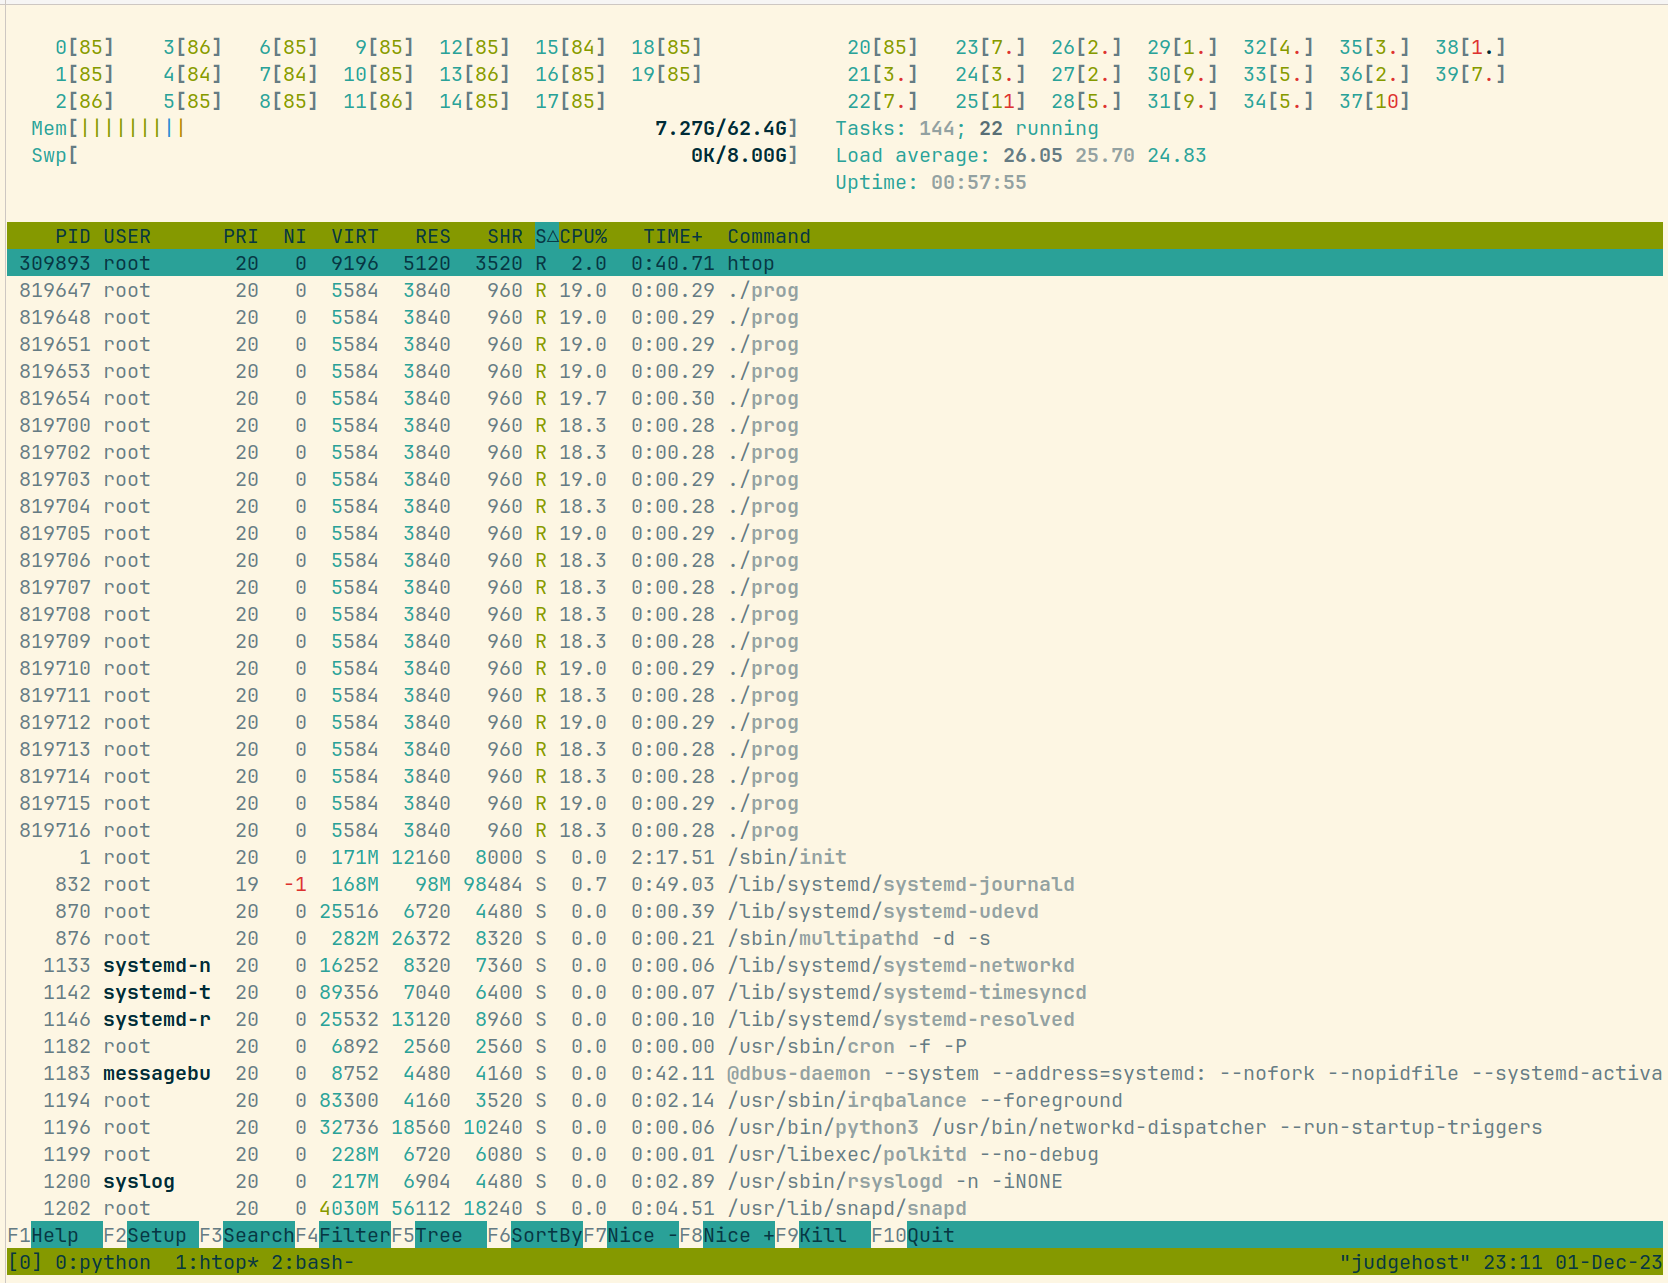 0[85] 3[86] 6[85] 9[85] 12[85] 15[84] 18[85] 20[85] 23[7.] 26[2.] 29[1.] 32[4.] 35[3.] 38[1.]
1[85] 4[84] 7[84] 10[85] 13[86] 16[85] 19[85] 21[3.] 24[3.] 27[2.] 30[9.] 33[5.] 36[2.] 39[7.]
2[86] 5[85] 8[85] 11[86] 14[85] 17[85] 22[7.] 25[11] 28[5.] 31[9.] 34[5.] 37[10]
Mem[||||||||| 7.27G/62.4G] Tasks: 144; 22 running
Swp[ 0K/8.00G] Load average: 26.05 25.70 24.83
Uptime: 00:57:55
PID USER PRI NI VIRT RES SHR S△CPU% TIME+ Command
309893 root 20 0 9196 5120 3520 R 2.0 0:40.71 htop
819647 root 20 0 5584 3840 960 R 19.0 0:00.29 ./prog
819648 root 20 0 5584 3840 960 R 19.0 0:00.29 ./prog
819651 root 20 0 5584 3840 960 R 19.0 0:00.29 ./prog
819653 root 20 0 5584 3840 960 R 19.0 0:00.29 ./prog
819654 root 20 0 5584 3840 960 R 19.7 0:00.30 ./prog
819700 root 20 0 5584 3840 960 R 18.3 0:00.28 ./prog
819702 root 20 0 5584 3840 960 R 18.3 0:00.28 ./prog
819703 root 20 0 5584 3840 960 R 19.0 0:00.29 ./prog
819704 root 20 0 5584 3840 960 R 18.3 0:00.28 ./prog
819705 root 20 0 5584 3840 960 R 19.0 0:00.29 ./prog
819706 root 20 0 5584 3840 960 R 18.3 0:00.28 ./prog
819707 root 20 0 5584 3840 960 R 18.3 0:00.28 ./prog
819708 root 20 0 5584 3840 960 R 18.3 0:00.28 ./prog
819709 root 20 0 5584 3840 960 R 18.3 0:00.28 ./prog
819710 root 20 0 5584 3840 960 R 19.0 0:00.29 ./prog
819711 root 20 0 5584 3840 960 R 18.3 0:00.28 ./prog
819712 root 20 0 5584 3840 960 R 19.0 0:00.29 ./prog
819713 root 20 0 5584 3840 960 R 18.3 0:00.28 ./prog
819714 root 20 0 5584 3840 960 R 18.3 0:00.28 ./prog
819715 root 20 0 5584 3840 960 R 19.0 0:00.29 ./prog
819716 root 20 0 5584 3840 960 R 18.3 0:00.28 ./prog
1 root 20 0 171M 12160 8000 S 0.0 2:17.51 /sbin/init
832 root 19 -1 168M 98M 98484 S 0.7 0:49.03 /lib/systemd/systemd-journald
870 root 20 0 25516 6720 4480 S 0.0 0:00.39 /lib/systemd/systemd-udevd
876 root 20 0 282M 26372 8320 S 0.0 0:00.21 /sbin/multipathd -d -s
1133 systemd-n 20 0 16252 8320 7360 S 0.0 0:00.06 /lib/systemd/systemd-networkd
1142 systemd-t 20 0 89356 7040 6400 S 0.0 0:00.07 /lib/systemd/systemd-timesyncd
1146 systemd-r 20 0 25532 13120 8960 S 0.0 0:00.10 /lib/systemd/systemd-resolved
1182 root 20 0 6892 2560 2560 S 0.0 0:00.00 /usr/sbin/cron -f -P
1183 messagebu 20 0 8752 4480 4160 S 0.0 0:42.11 @dbus-daemon --system --address=systemd: --nofork --nopidfile --systemd-activa
1194 root 20 0 83300 4160 3520 S 0.0 0:02.14 /usr/sbin/irqbalance --foreground
1196 root 20 0 32736 18560 10240 S 0.0 0:00.06 /usr/bin/python3 /usr/bin/networkd-dispatcher --run-startup-triggers
1199 root 20 0 228M 6720 6080 S 0.0 0:00.01 /usr/libexec/polkitd --no-debug
1200 syslog 20 0 217M 6904 4480 S 0.0 0:02.89 /usr/sbin/rsyslogd -n -iNONE
1202 root 20 0 4030M 56112 18240 S 0.0 0:04.51 /usr/lib/snapd/snapd
F1Help F2Setup F3SearchF4FilterF5Tree F6SortByF7Nice -F8Nice +F9Kill F10Quit
[0] 0:python 1:htop* 2:bash- "judgehost" 23:11 01-Dec-23